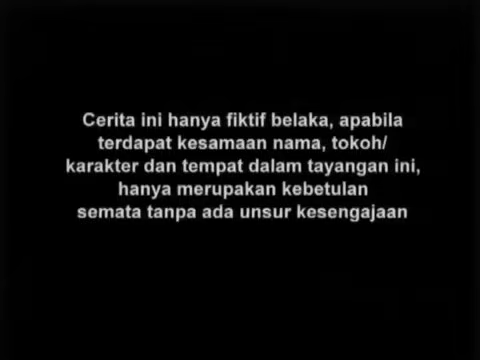 Cerita ini hanya fiktif belaka, apabila
terdapat kesamaan nama, tokoh/
karakter dan tempat dalam tayangan ini,
hanya merupakan kebetulan
semata tanpa ada unsur kesengajaan